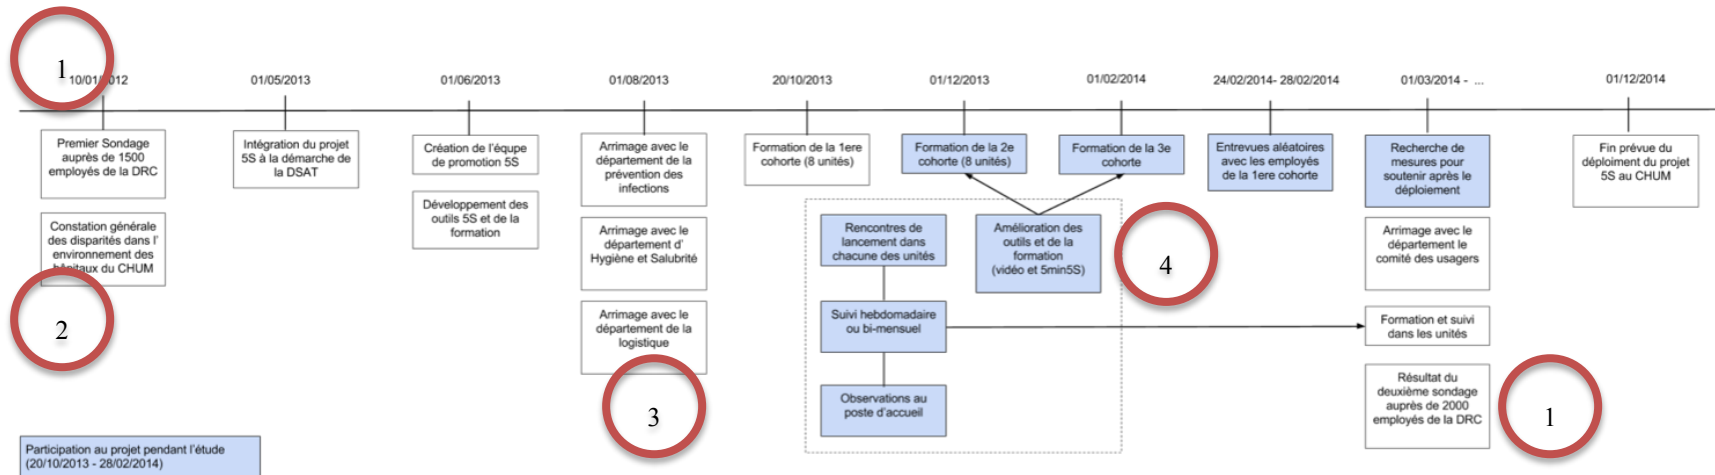 1
10/01/2012
01/05/2013
01/06/2013
01/08/2013
20/10/2013
01/12/2013
01/02/2014
24/02/2014- 28/02/2014
01/03/2014 - ...
01/12/2014
Premier Sondage
auprès de 1500
employés de la DRC
Constation générale
des disparités dans l'
environnement des
hôpitaux du CHUM
2
Intégration du projet
5S à la démarche de
la DSAT
Création de l'équpe
de promotion 5S
Développement des
outils 5S et de la
formation
Arrimage avec le
département de la
prévention des
infections
Arrimage avec le
département d'
Hygiène et Salubrité
Arrimage avec le
département de la
logistique
3
Formation de la 1ere
cohorte (8 unités)
Formation de la 2e
cohorte (8 unités)
Formation de la 3e
cohorte
Rencontres de
lancement dans
chacune des unités
Suivi hebdomadaire
ou bi-mensuel
Observations au
poste d'accueil
Amélioration des
outils et de la
formation
(vidéo et 5min5S)
4
Entrevues aléatoires
avec les employés
de la 1ere cohorte
Recherche de
mesures pour
soutenir après le
déploiement
Arrimage avec le
département le
comité des usagers
Formation et suivi
dans les unités
Résultat du
deuxième sondage
auprès de 2000
employés de la DRC
1
Fin prévue du
déploiment du projet
5S au CHUM
Participation au projet pendant l'étude
(20/10/2013 - 28/02/2014)